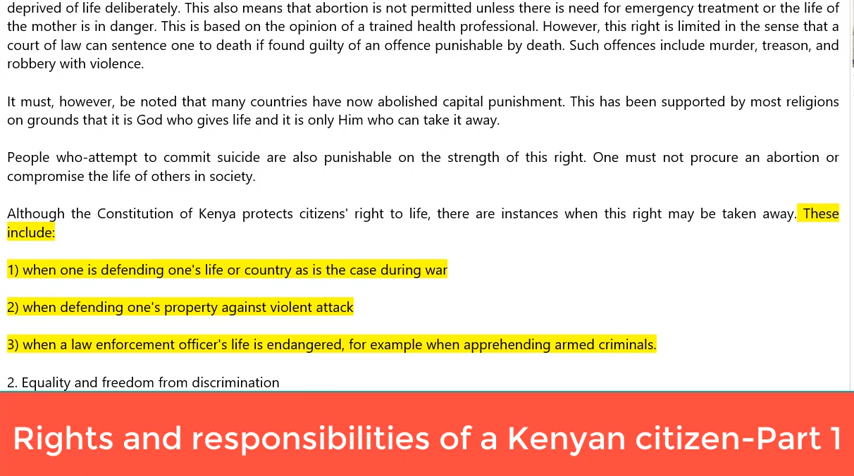 deprived of life deliberately. This also means that abortion is not permitted unless there is need for emergency treatment or the life of
the mother is in danger. This is based on the opinion of a trained health professional. However, this right is limited in the sense that a
court of law can sentence one to death if found guilty of an offence punishable by death. Such offences include murder, treason, and
robbery with violence.
It must, however, be noted that many countries have now abolished capital punishment. This has been supported by most religions
on grounds that it is God who gives life and it is only Him who can take it away.
People who-attempt to commit suicide are also punishable on the strength of this right. One must not procure an abortion or
compromise the life of others in society.
Although the Constitution of Kenya protects citizens' right to life, there are instances when this right may be taken away. These
include:
1) when one is defending one's life or country as is the case during war
2) when defending one's property against violent attack
3) when a law enforcement officer's life is endangered, for example when apprehending armed criminals.
2. Equality and freedom from discrimination
Rights and responsibilities of a Kenyan citizen-Part 1